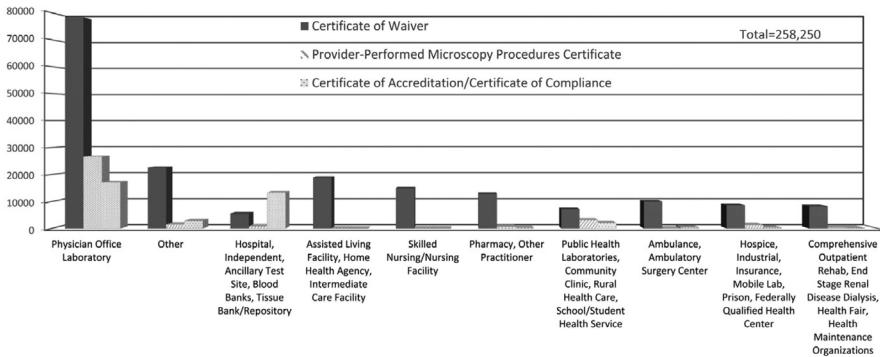 80000
70000
60000
50000
40000
30000
20000
10000
0
Certificate of Waiver
Provider-Performed Microscopy Procedures Certificate
Certificate of Accreditation/Certificate of Compliance
Total=258,250
Physician Office
Laboratory
Other
Hospital,
Independent,
Ancillary Test
Site, Blood
Banks, Tissue
Bank/Repository
Assisted Living
Facility, Home
Health Agency,
Intermediate
Care Facility
Skilled
Nursing/Nursing
Facility
Pharmacy, Other
Practitioner
Public Health
Laboratories,
Community
Clinic, Rural
Health Care,
School/Student
Health Service
Ambulance,
Ambulatory
Surgery Center
Hospice,
Industrial,
Insurance,
Mobile Lab,
Prison, Federally
Qualified Health
Center
Comprehensive
Outpatient
Rehab, End
Stage Renal
Disease Dialysis,
Health Fair,
Health
Maintenance
Organizations